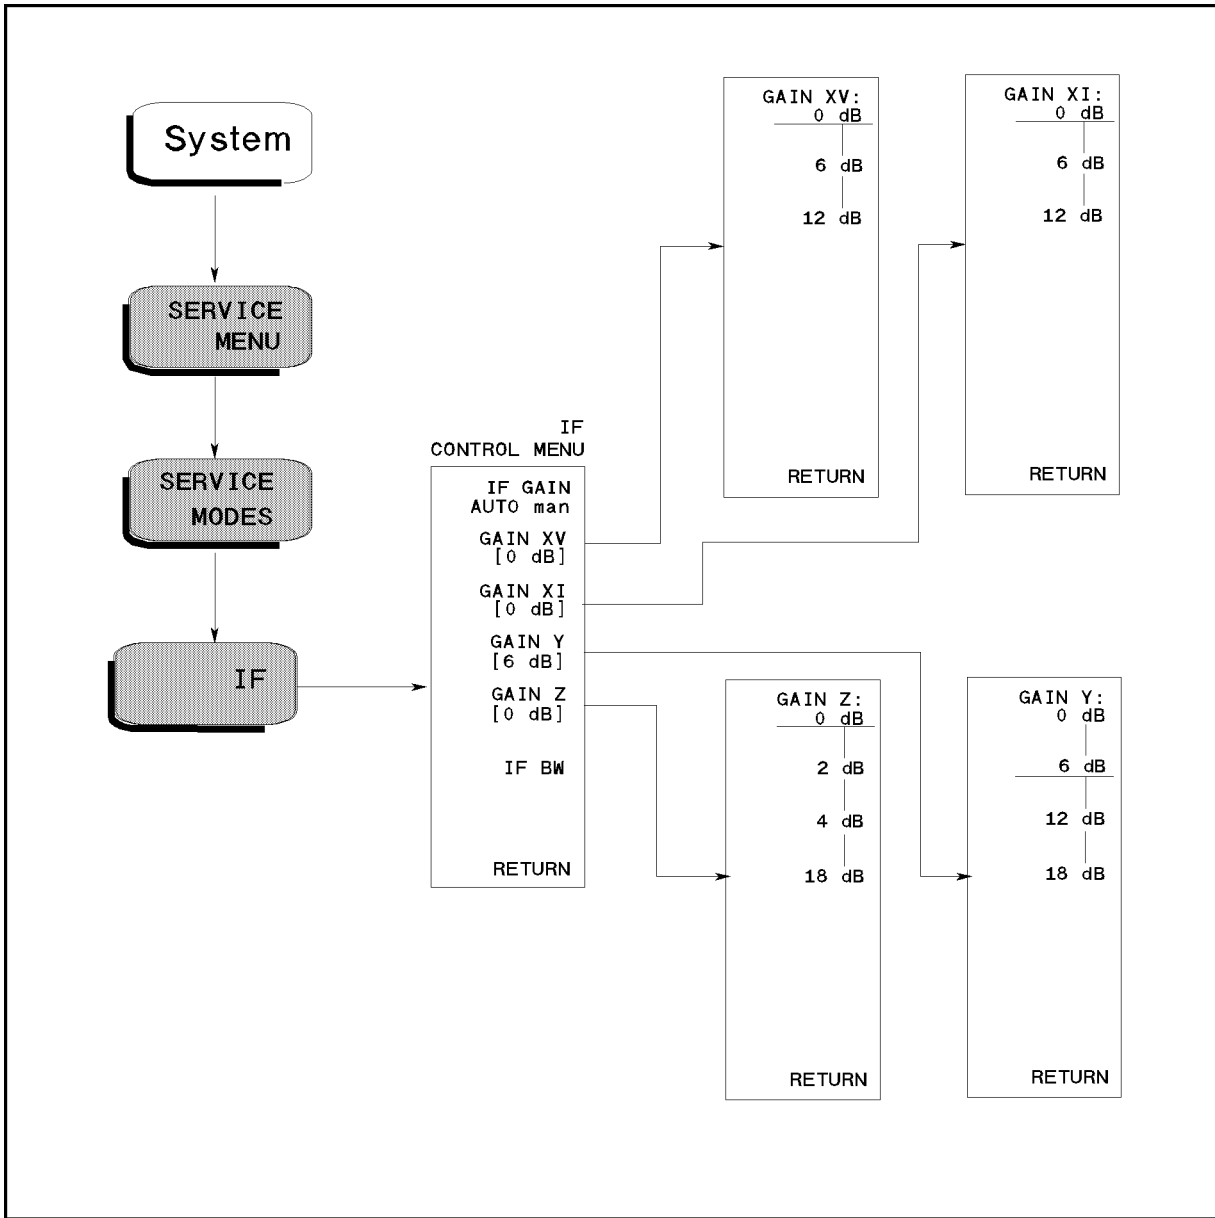 System
SERVICE
MENU
SERVICE
MODES
IF
IF
CONTROL MENU
IF GAIN
AUTO man
GAIN XV
[0 dB]
GAIN XI
[0 dB]
GAIN Y
[6 dB]
GAIN Z
[0 dB]
IF BW
RETURN
GAIN XV:
0 dB
6 dB
12 dB
RETURN
GAIN XI:
0 dB
6 dB
12 dB
RETURN
GAIN Z:
0 dB
2 dB
4 dB
18 dB
RETURN
GAIN Y:
0 dB
6 dB
12 dB
18 dB
RETURN